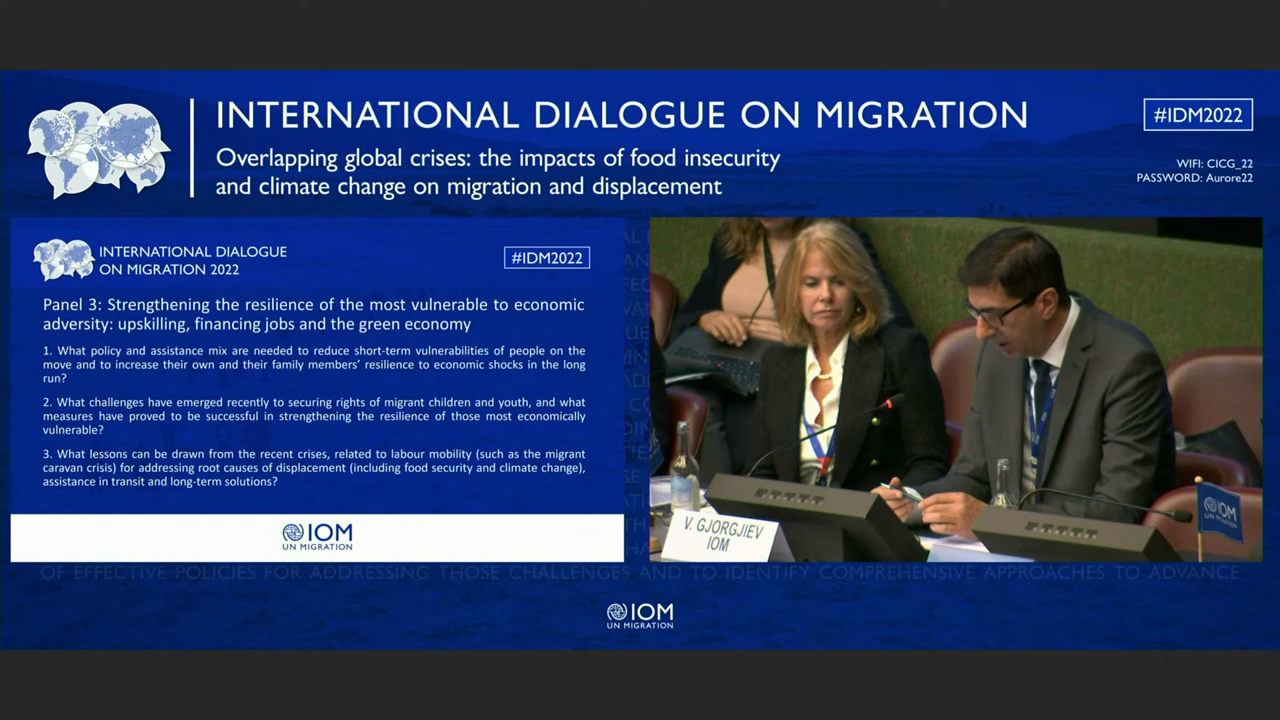 INTERNATIONAL DIALOGUE ON MIGRATION
Overlapping global crises: the impacts of food insecurity
and climate change on migration and displacement
#IDM2022
WIFI: CICG_22
PASSWORD: Aurore22
INTERNATIONAL DIALOGUE
ON MIGRATION 2022
#IDM2022
Panel 3: Strengthening the resilience of the most vulnerable to economic
adversity: upskilling, financing jobs and the green economy
1. What policy and assistance mix are needed to reduce short-term vulnerabilities of people on the
move and to increase their own and their family members' resilience to economic shocks in the long
run?
2. What challenges have emerged recently to securing rights of migrant children and youth, and what
measures have proved to be successful in strengthening the resilience of those most economically
vulnerable?
3. What lessons can be drawn from the recent crises, related to labour mobility (such as the migrant
caravan crisis) for addressing root causes of displacement (including food security and climate change),
assistance in transit and long-term solutions?
IOM
UN MIGRATION
V. GJORGJIEV
IOM
IOM
OF EFFECTIVE POLICIES FOR ADDRESSING THOSE CHALLENGES AND TO IDENTIFY COMPREHENSIVE APPROACHES TO ADVANCE
IOM
UN MIGRATION